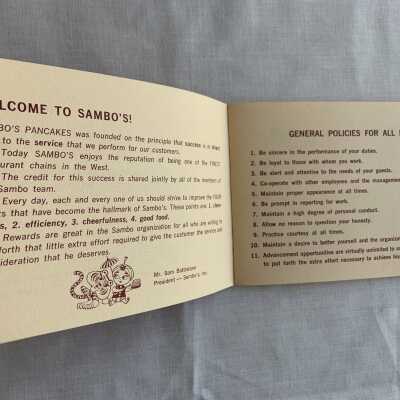 LCOME TO SAMBO'S!
BO'S PANCAKES was founded on the principle that success is in
to the service that we perform for our customers.
Today SAMBO'S enjoys the reputation of being one of the FINEST
urant chains in the West.
The credit for this success is shared jointly by all of the members of
Sambo team.
Every day, each and every one of us should strive to improve the FOUR
ts that have become the hallmark of Sambo's. These points are 1.
s, 2. efficiency, 3. cheerfulness, 4. good food.
Rewards are great in the Sambo organization for all who are willing to
forth that little extra effort required to give the customer the service and
sideration that he deserves.
Mr. Sam Battistone
President — Sambo's, Inc.
GENERAL POLICIES FOR ALL
1. Be sincere in the performance of your duties.
2. Be loyal to those with whom you work.
3. Be alert and attentive to the needs of your guests.
4. Co-operate with other employees and the management
5. Maintain proper appearance at all times.
6. Be prompt in reporting for work.
7. Maintain a high degree of personal conduct.
8. Allow no reason to question your honesty.
9. Practice courtesy at all times.
10. Maintain a desire to better yourself and the organiza
11. Advancement opportunities are virtually unlimited to
to put forth the extra effort necessary to achieve